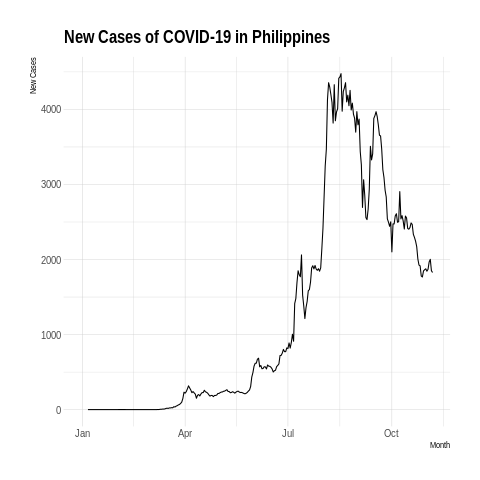 New Cases of COVID-19 in Philippines
New Cases
4000
3000
2000
1000
0
Jan Apr Jul Oct
Month